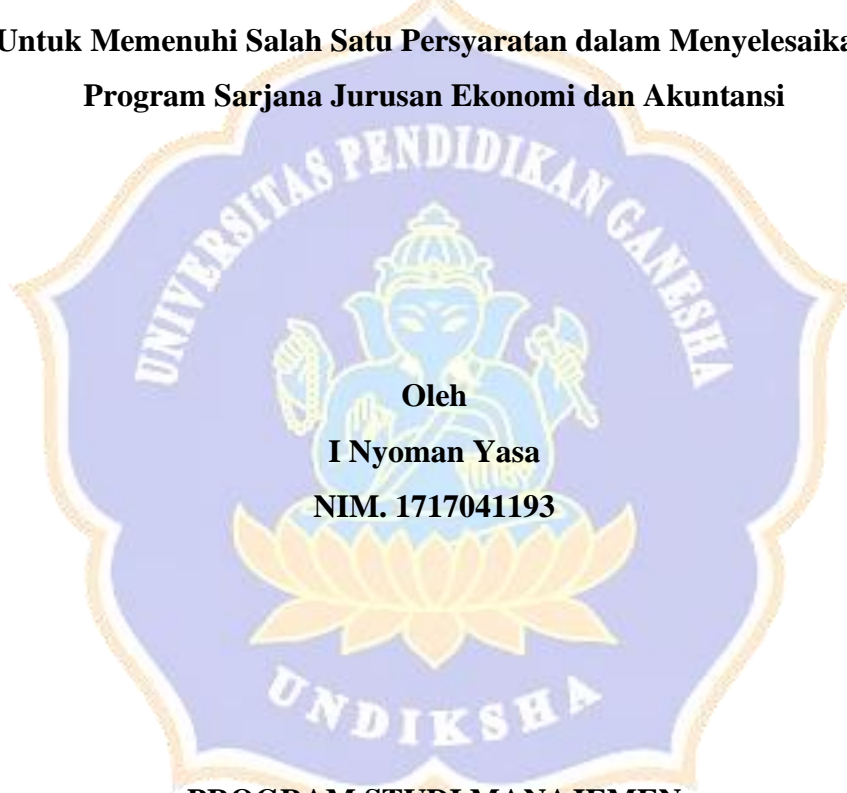 Untuk Memenuhi Salah Satu Persyaratan dalam
Program Sarjana Jurusan Ekonomi dan Akuntansi
UNIVERSITAS PENDIDIKAN GANESHA
Oleh
I Nyoman Yasa
NIM. 1717041193
UNDIKSHA
PROGRAM STUDI MANAJEMEN